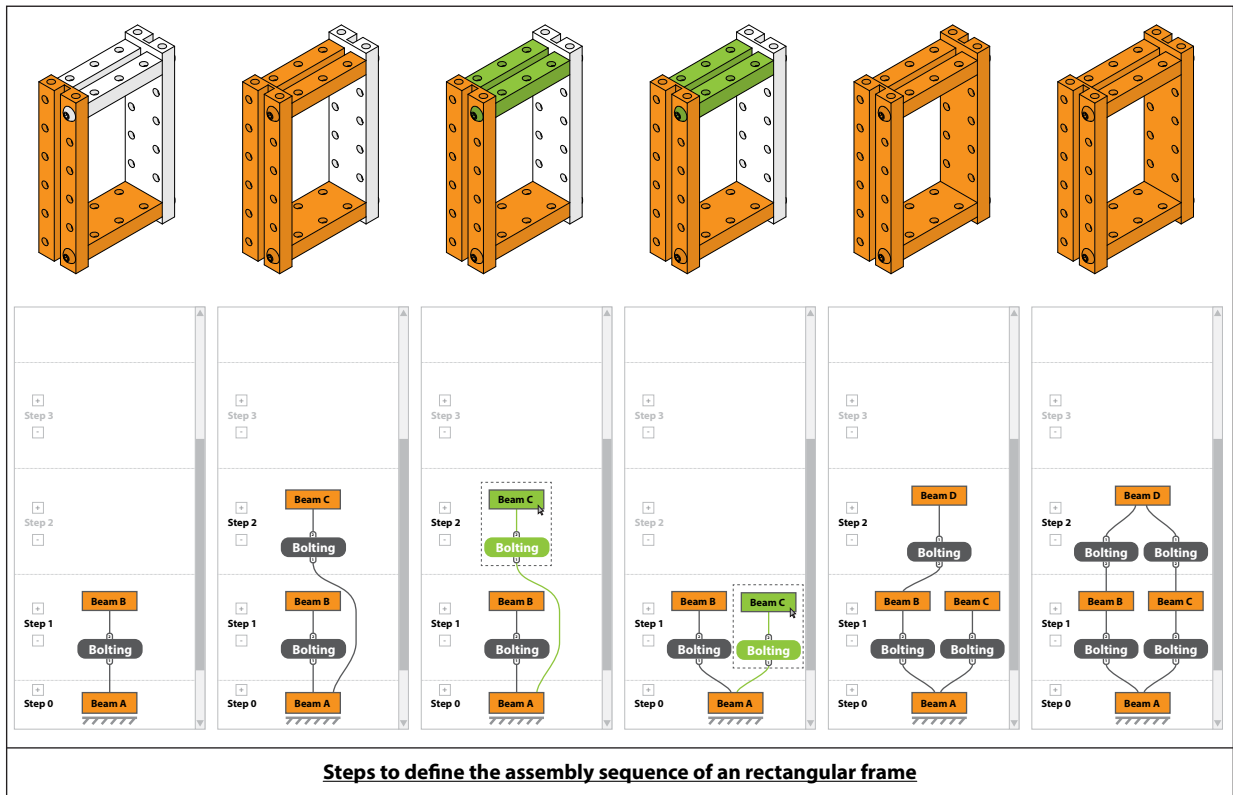 +
Step 3
-
+
Step 2
-
Beam B
+
Step 1
-
Bolting
+
Step 0
Beam A
+
Step 3
-
Beam C
+
Step 2
-
Bolting
Beam B
+
Step 1
-
Bolting
+
Step 0
Beam A
+
Step 3
-
Beam C
+
Step 2
-
Bolting
Beam B
+
Step 1
-
Bolting
+
Step 0
Beam A
+
Step 3
-
+
Step 2
-
Beam B Beam C
+
Step 1
-
Bolting Bolting
+
Step 0
Beam A
+
Step 3
-
Beam D
+
Step 2
-
Bolting
Beam B Beam C
+
Step 1
-
Bolting Bolting
+
Step 0
Beam A
+
Step 3
-
Beam D
+
Step 2
-
Bolting Bolting
Beam B Beam C
+
Step 1
-
Bolting Bolting
+
Step 0
Beam A
Steps to define the assembly sequence of an rectangular frame